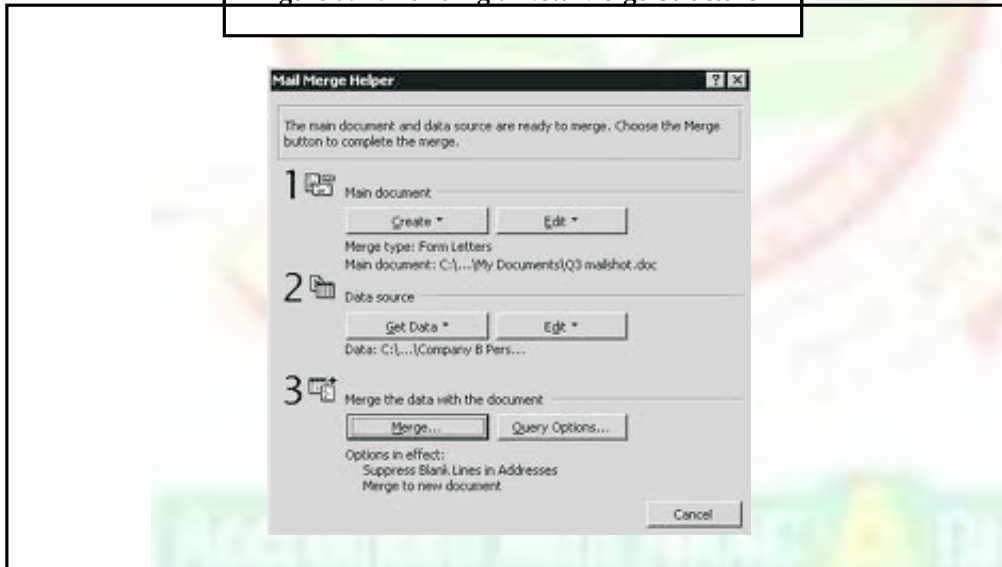 Mail Merge Helper
The main document and data source are ready to merge. Choose the Merge
button to complete the merge.
1 Main document
Create Edit
Merge type: Form Letters
Main document: C:\...\My Documents\Q3 mailshot.doc
2 Data source
Get Data Edit
Data: C:\...\Company B Pers...
3 Merge the data with the document
Merge... Query Options...
Options in effect:
Suppress Blank Lines in Addresses
Merge to new document
Cancel